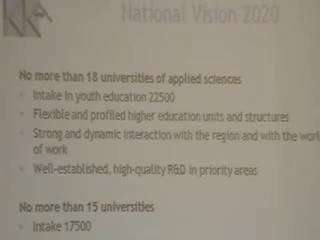 National Vision 2020
No more than 18 universities of applied sciences
Intake in youth education 22500
Flexible and profiled higher education units and structures
Strong and dynamic interaction with the region and with the worl
of work
Well-established, high-quality R&D in priority areas
No more than 15 universities
Intake 17500